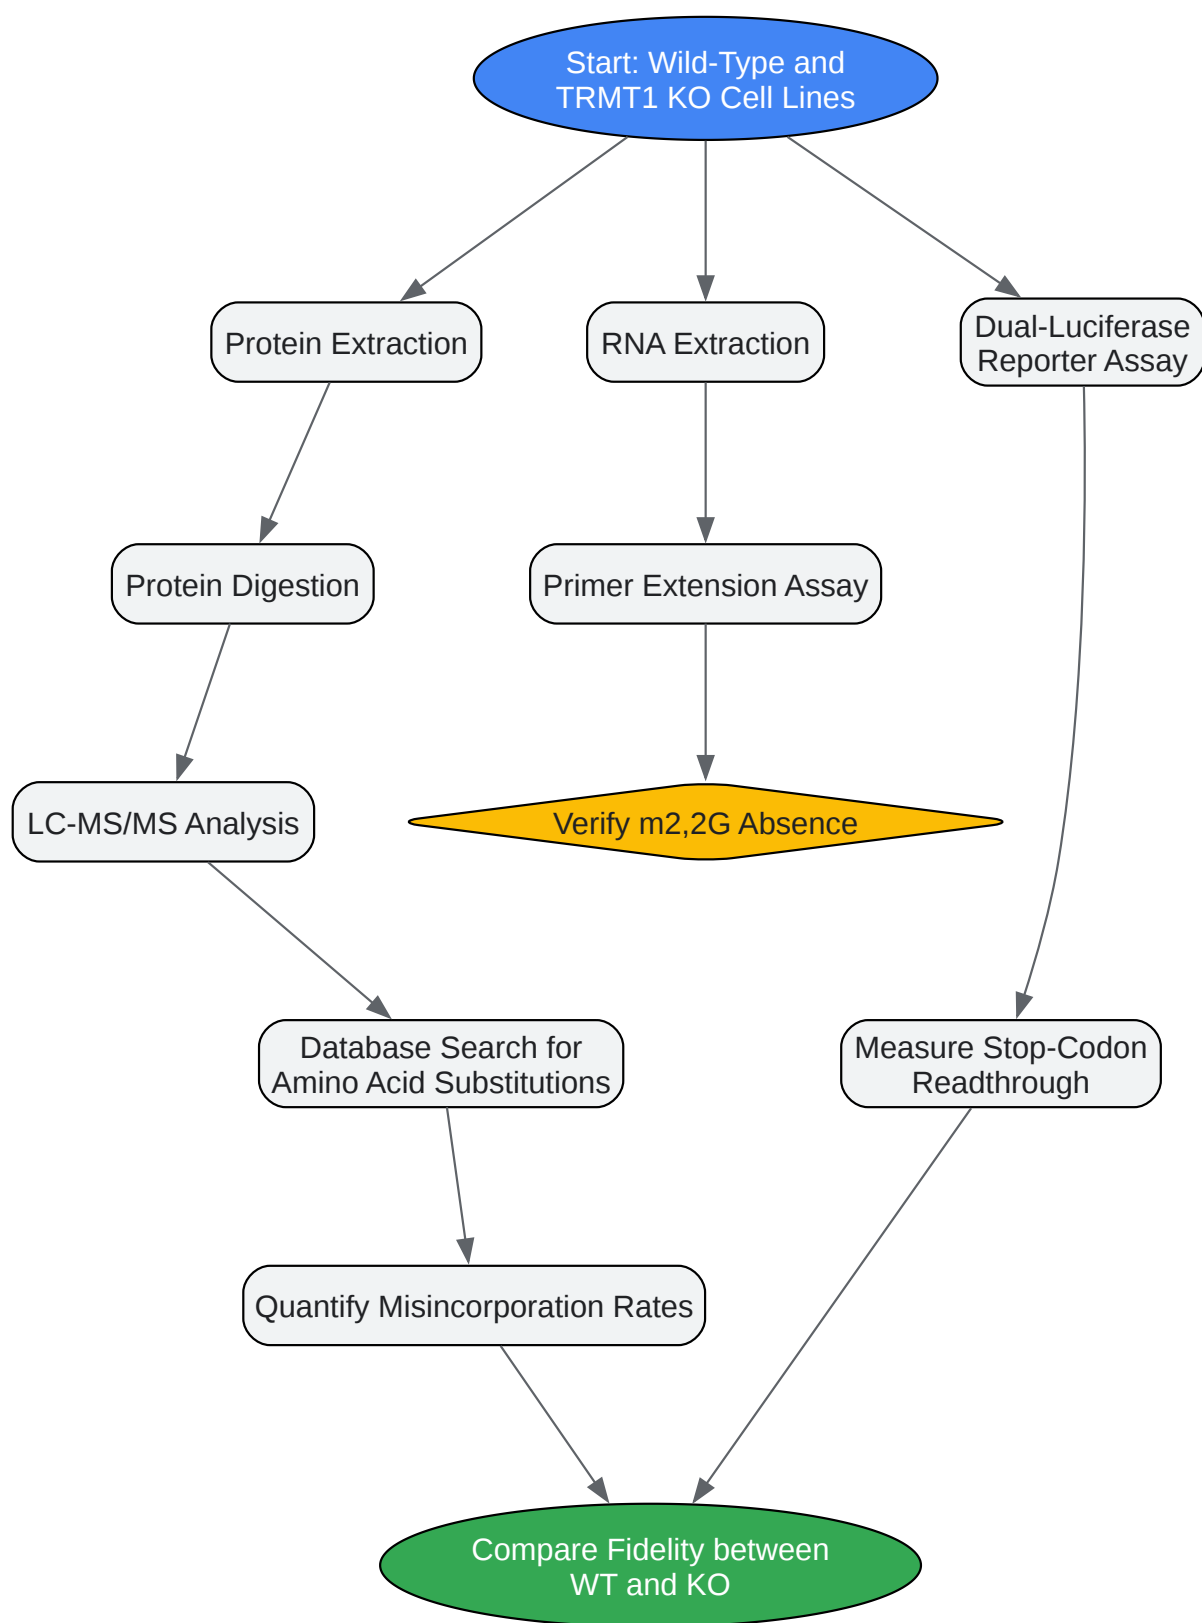 Start: Wild-Type and
TRMT1 KO Cell Lines
Protein Extraction
RNA Extraction
Dual-Luciferase
Reporter Assay
Protein Digestion
Primer Extension Assay
LC-MS/MS Analysis
Verify m2,2G Absence
Database Search for
Amino Acid Substitutions
Measure Stop-Codon
Readthrough
Quantify Misincorporation Rates
Compare Fidelity between
WT and KO